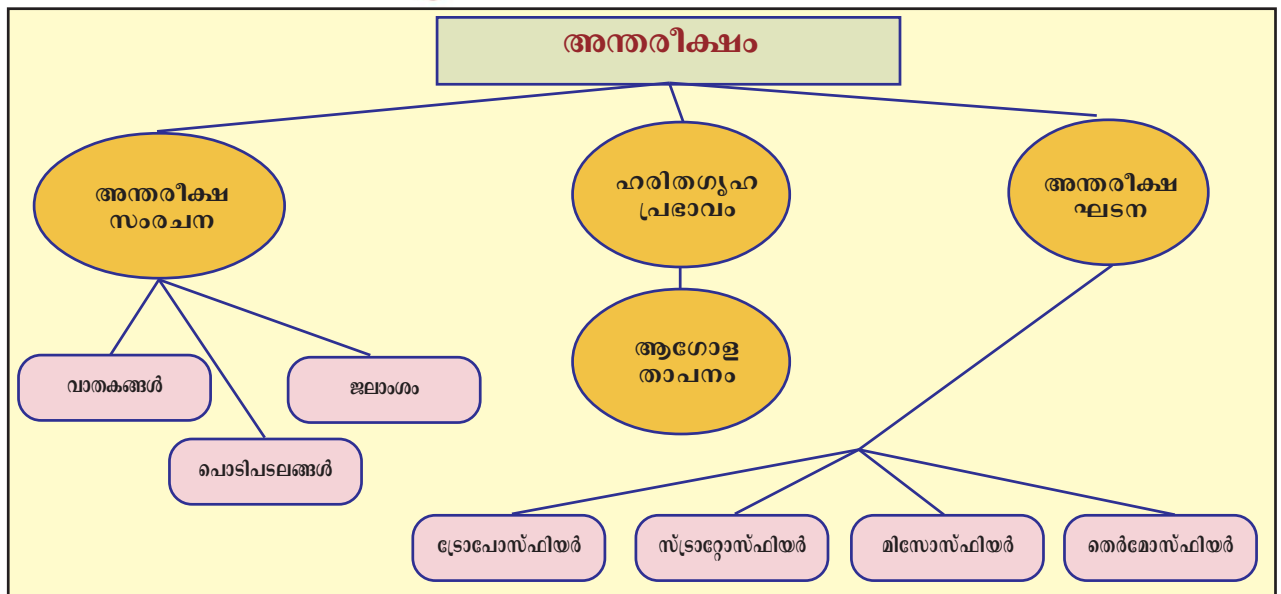 അന്തരീക്ഷം
അന്തരീക്ഷ
സംരചന
ഹരിതഗൃഹ
പ്രഭാവം
അന്തരീക്ഷ
ഘടന
ആഗോള
താപനം
വാതകങ്ങൾ
ജലാംശം
പൊടിപടലങ്ങൾ
ട്രോപോസ്ഫിയർ
സ്ട്രാറ്റോസ്ഫിയർ
മിസോസ്ഫിയർ
തെർമോസ്ഫിയർ